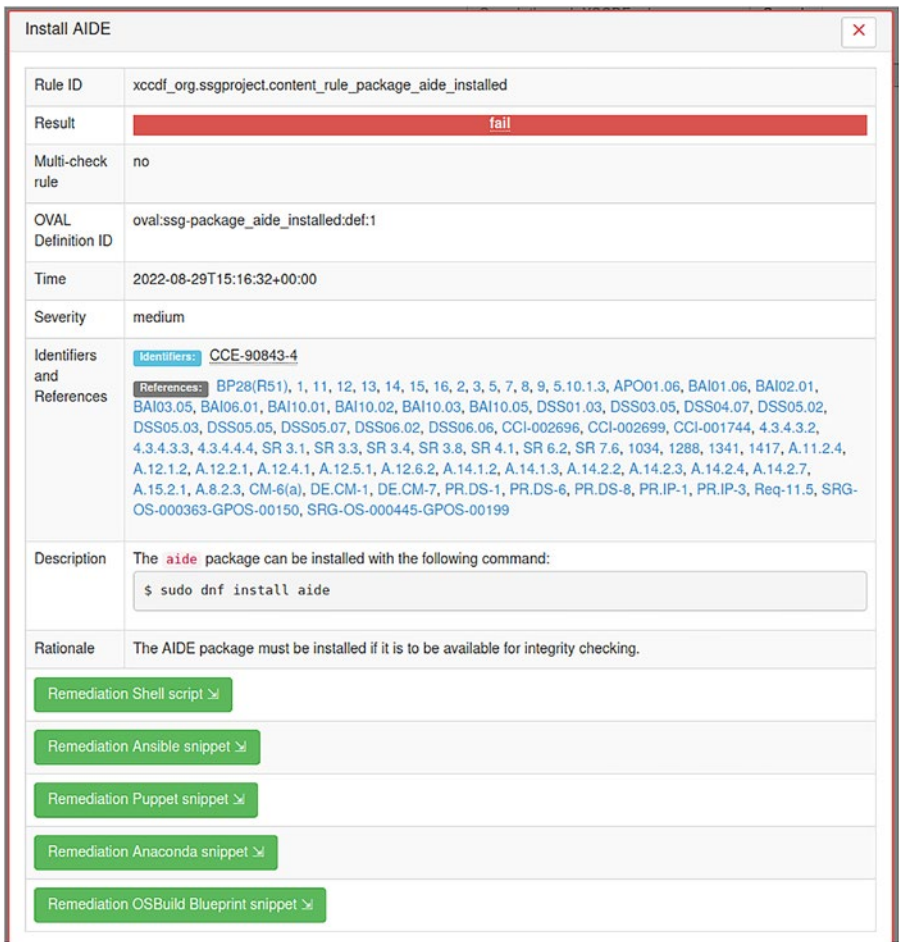 Install AIDE
Rule ID xccdf_org.ssgproject.content_rule_package_aide_installed
Result fail
Multi-check no
rule
OVAL oval:ssg-package_aide_installed:def:1
Definition ID
Time 2022-08-29T15:16:32+00:00
Severity medium
Identifiers Identifiers: CCE-90843-4
and
References References: BP28(R51), 1, 11, 12, 13, 14, 15, 16, 2, 3, 5, 7, 8, 9, 5.10.1.3, APO01.06, BAI01.06, BAI02.01,
BAI03.05, BAI06.01, BAI10.01, BAI10.02, BAI10.03, BAI10.05, DSS01.03, DSS03.05, DSS04.07, DSS05.02,
DSS05.03, DSS05.05, DSS05.07, DSS06.02, DSS06.06, CCI-002696, CCI-002699, CCI-001744, 4.3.4.3.2,
4.3.4.3.3, 4.3.4.4.4, SR 3.1, SR 3.3, SR 3.4, SR 3.8, SR 4.1, SR 6.2, SR 7.6, 1034, 1288, 1341, 1417, A.11.2.4,
A.12.1.2, A.12.2.1, A.12.4.1, A.12.5.1, A.12.6.2, A.14.1.2, A.14.1.3, A.14.2.2, A.14.2.3, A.14.2.4, A.14.2.7,
A.15.2.1, A.8.2.3, CM-6(a), DE.CM-1, DE.CM-7, PR.DS-1, PR.DS-6, PR.DS-8, PR.IP-1, PR.IP-3, Req-11.5, SRG-
OS-000363-GPOS-00150, SRG-OS-000445-GPOS-00199
Description The aide package can be installed with the following command:
$ sudo dnf install aide
Rationale The AIDE package must be installed if it is to be available for integrity checking.
Remediation Shell script ⇲
Remediation Ansible snippet ⇲
Remediation Puppet snippet ⇲
Remediation Anaconda snippet ⇲
Remediation OSBuild Blueprint snippet ⇲